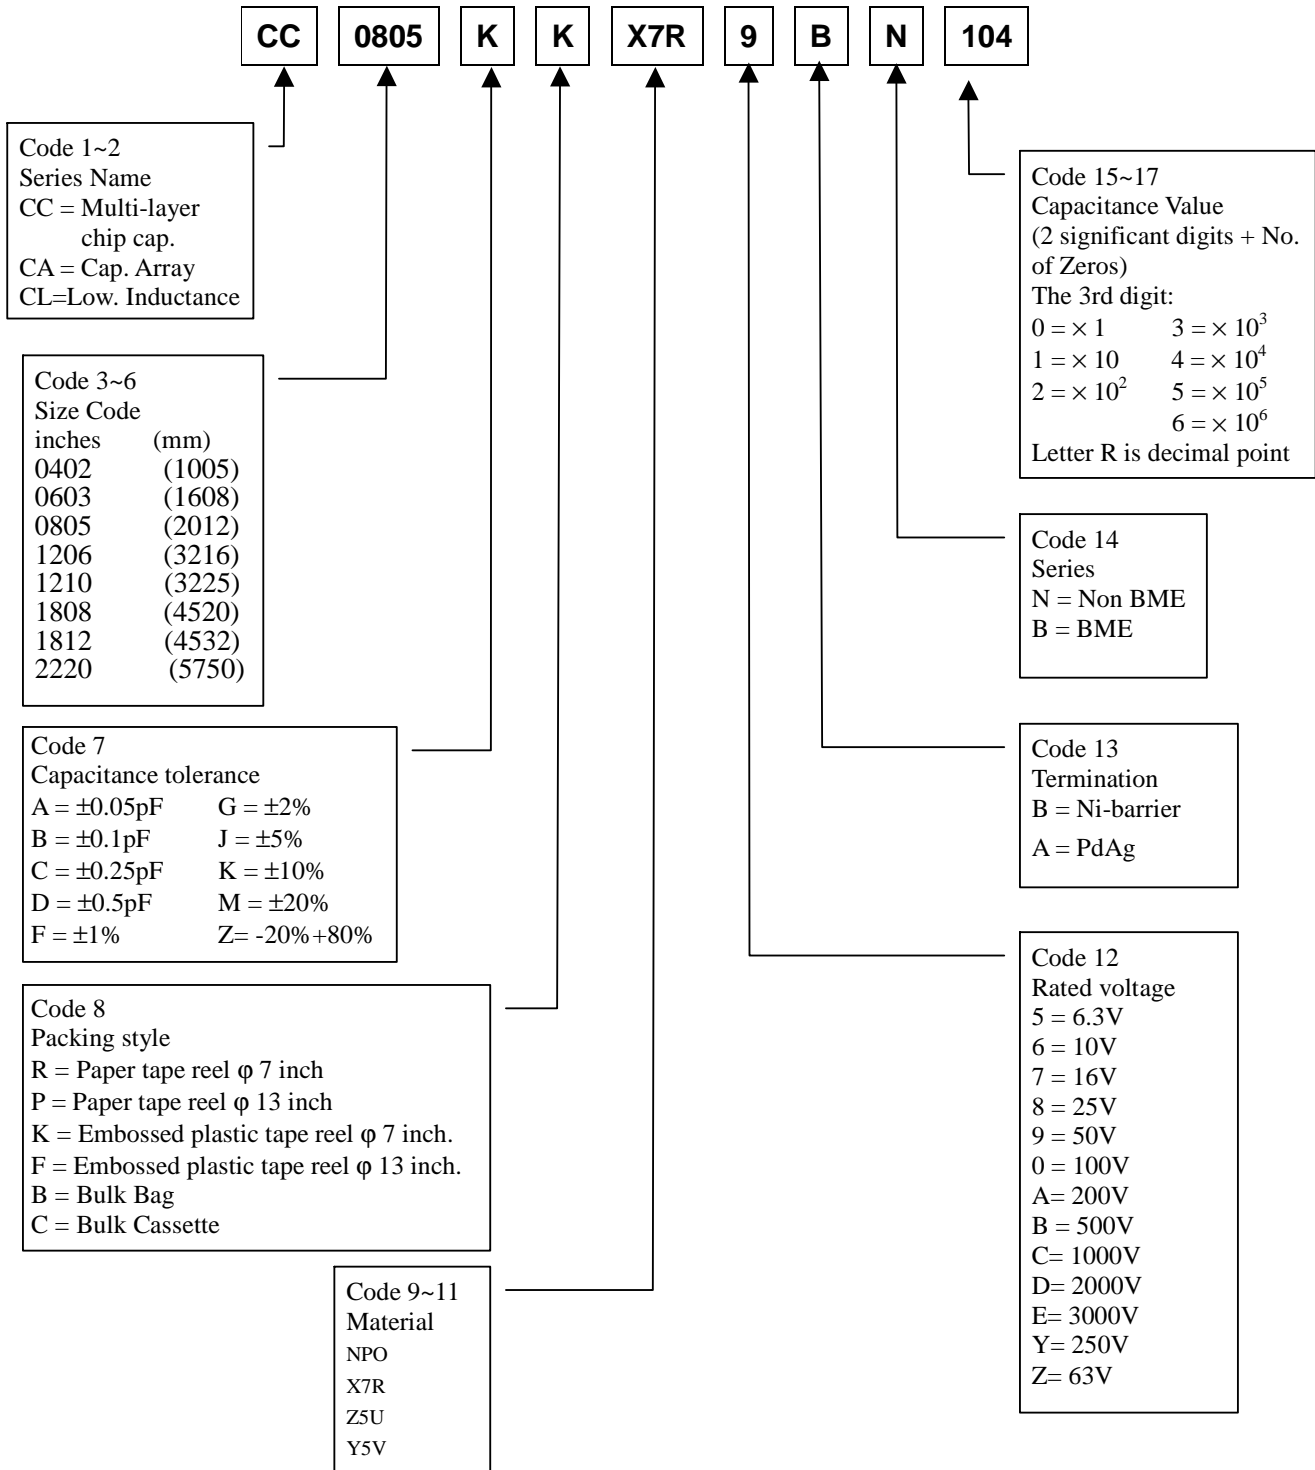 CC 0805 K K X7R 9 B N 104
Code 1~2
Series Name
CC = Multi-layer
chip cap.
CA = Cap. Array
CL=Low. Inductance
Code 3~6
Size Code
inches (mm)
0402 (1005)
0603 (1608)
0805 (2012)
1206 (3216)
1210 (3225)
1808 (4520)
1812 (4532)
2220 (5750)
Code 7
Capacitance tolerance
A = ±0.05pF G = ±2%
B = ±0.1pF J = ±5%
C = ±0.25pF K = ±10%
D = ±0.5pF M = ±20%
F = ±1% Z= -20%+80%
Code 8
Packing style
R = Paper tape reel φ 7 inch
P = Paper tape reel φ 13 inch
K = Embossed plastic tape reel φ 7 inch.
F = Embossed plastic tape reel φ 13 inch.
B = Bulk Bag
C = Bulk Cassette
Code 9~11
Material
NPO
X7R
Z5U
Y5V
Code 15~17
Capacitance Value
(2 significant digits + No.
of Zeros)
The 3rd digit:
0 = × 1 3 = × 10³
1 = × 10 4 = × 10⁴
2 = × 10² 5 = × 10⁵
6 = × 10⁶
Letter R is decimal point
Code 14
Series
N = Non BME
B = BME
Code 13
Termination
B = Ni-barrier
A = PdAg
Code 12
Rated voltage
5 = 6.3V
6 = 10V
7 = 16V
8 = 25V
9 = 50V
0 = 100V
A= 200V
B = 500V
C= 1000V
D= 2000V
E= 3000V
Y= 250V
Z= 63V